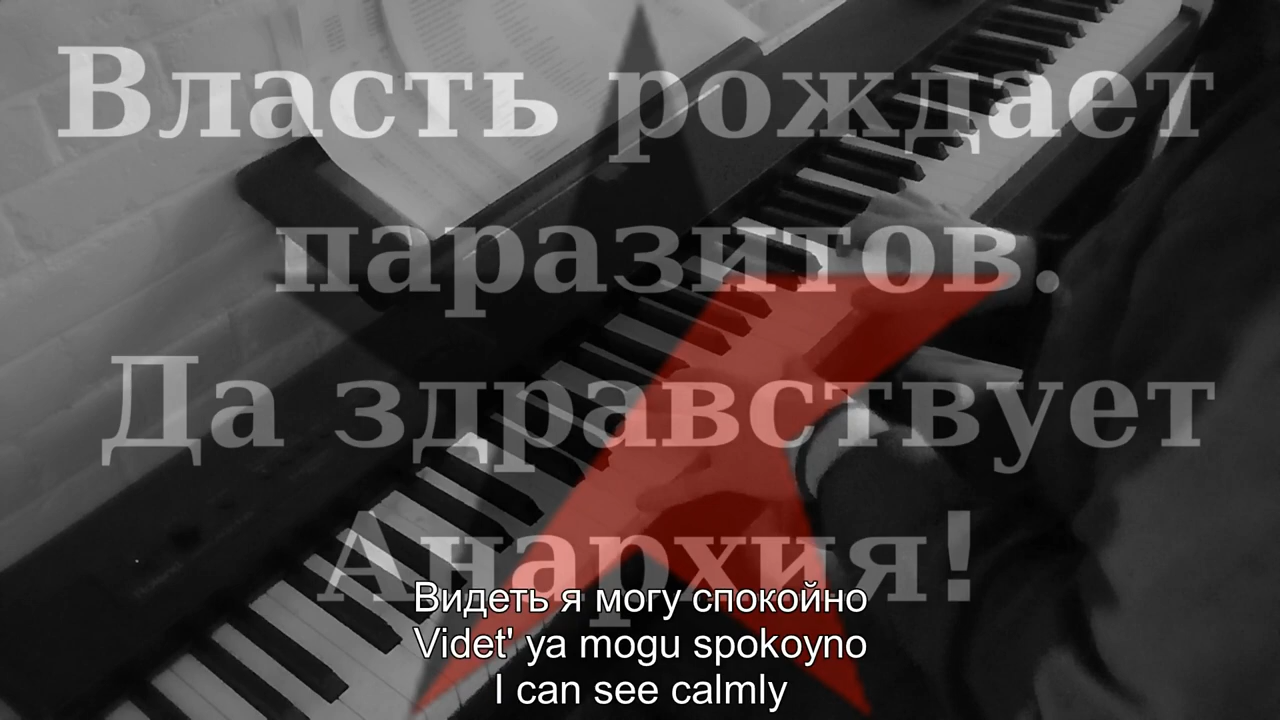 Власть рождает
паразитов.
Да здравствует
Анархия!
Видеть я могу спокойно
Videt' ya mogu spokoyno
I can see calmly